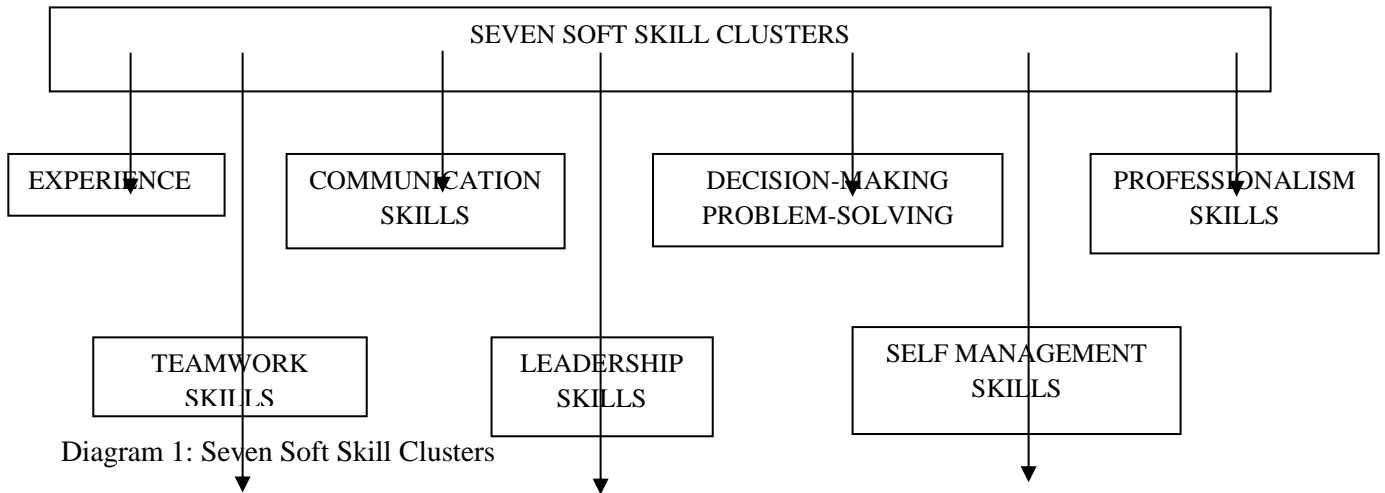 SEVEN SOFT SKILL CLUSTERS
EXPERIENCE
COMMUNICATION
SKILLS
DECISION-MAKING
PROBLEM-SOLVING
PROFESSIONALISM
SKILLS
TEAMWORK
SKILLS
LEADERSHIP
SKILLS
SELF MANAGEMENT
SKILLS
Diagram 1: Seven Soft Skill Clusters